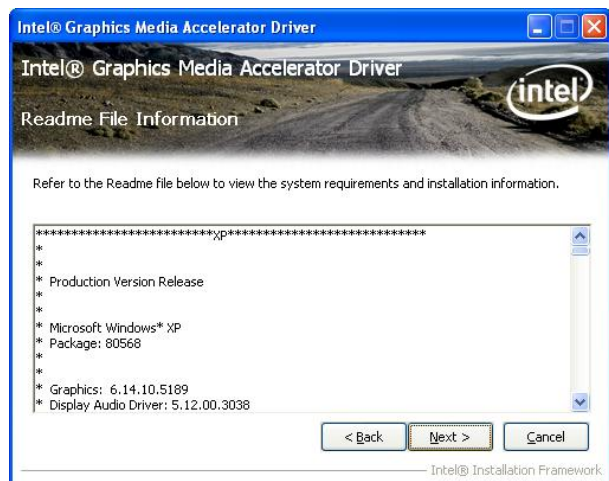 Intel® Graphics Media Accelerator Driver
Intel® Graphics Media Accelerator Driver
intel
Readme File Information
Refer to the Readme file below to view the system requirements and installation information.
*************************XP****************************
*
*
* Production Version Release
*
*
* Microsoft Windows* XP
* Package: 80568
*
*
* Graphics: 6.14.10.5189
* Display Audio Driver: 5.12.00.3038
< Back Next > Cancel
Intel® Installation Framework